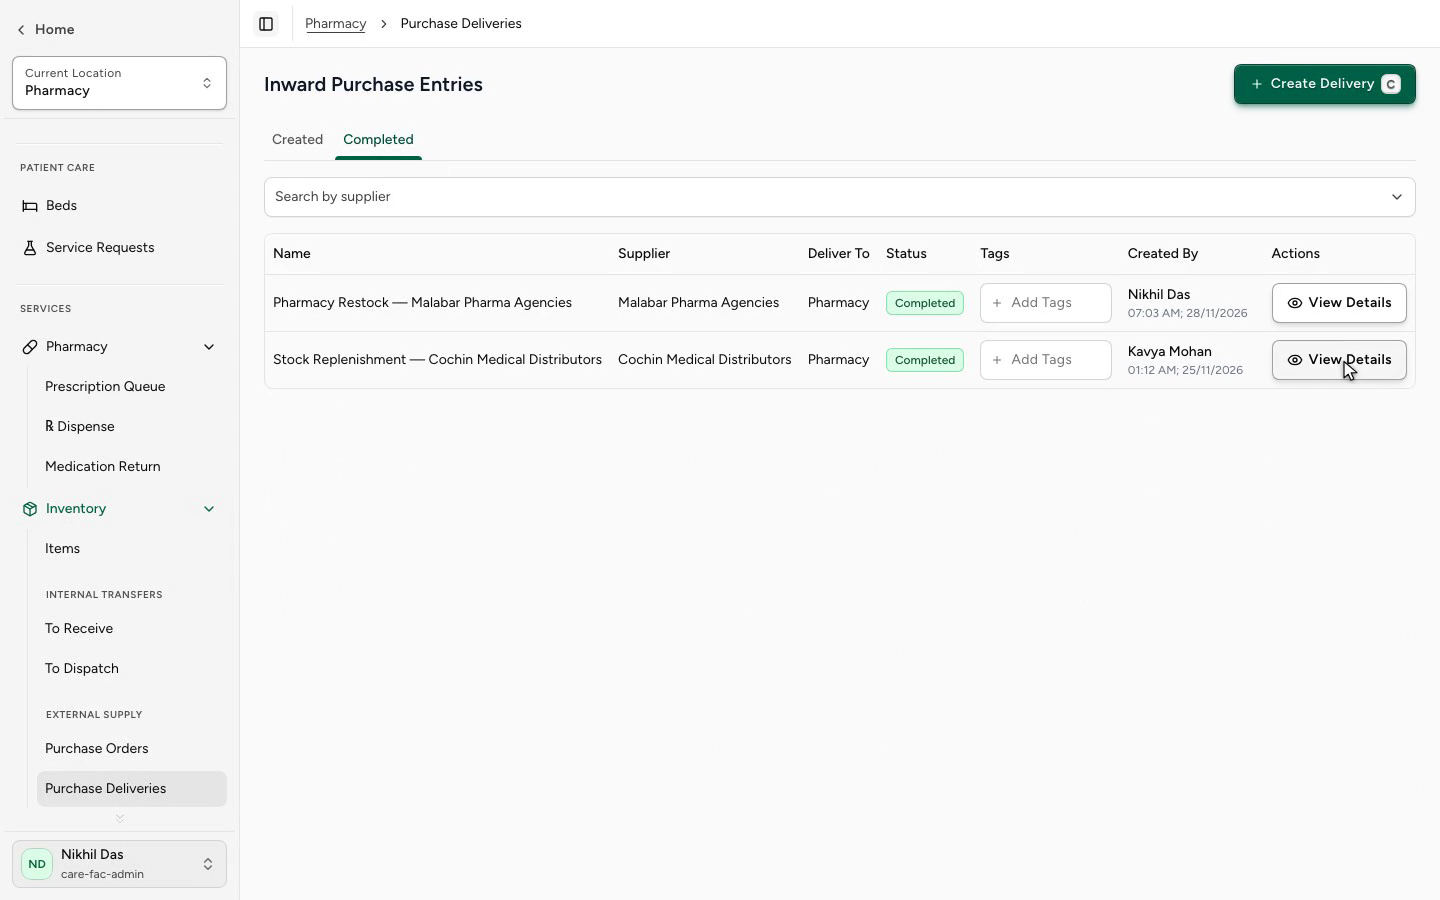 Home
Current Location
Pharmacy
PATIENT CARE
Beds
Service Requests
SERVICES
Pharmacy
Prescription Queue
℞ Dispense
Medication Return
Inventory
Items
INTERNAL TRANSFERS
To Receive
To Dispatch
EXTERNAL SUPPLY
Purchase Orders
Purchase Deliveries
ND
Nikhil Das
care-fac-admin
Pharmacy > Purchase Deliveries
Inward Purchase Entries
+ Create Delivery C
Created Completed
Search by supplier
Name Supplier Deliver To Status Tags Created By Actions
Pharmacy Restock — Malabar Pharma Agencies Malabar Pharma Agencies Pharmacy Completed + Add Tags Nikhil Das View Details
07:03 AM; 28/11/2026
Stock Replenishment — Cochin Medical Distributors Cochin Medical Distributors Pharmacy Completed + Add Tags Kavya Mohan View Details
01:12 AM; 25/11/2026